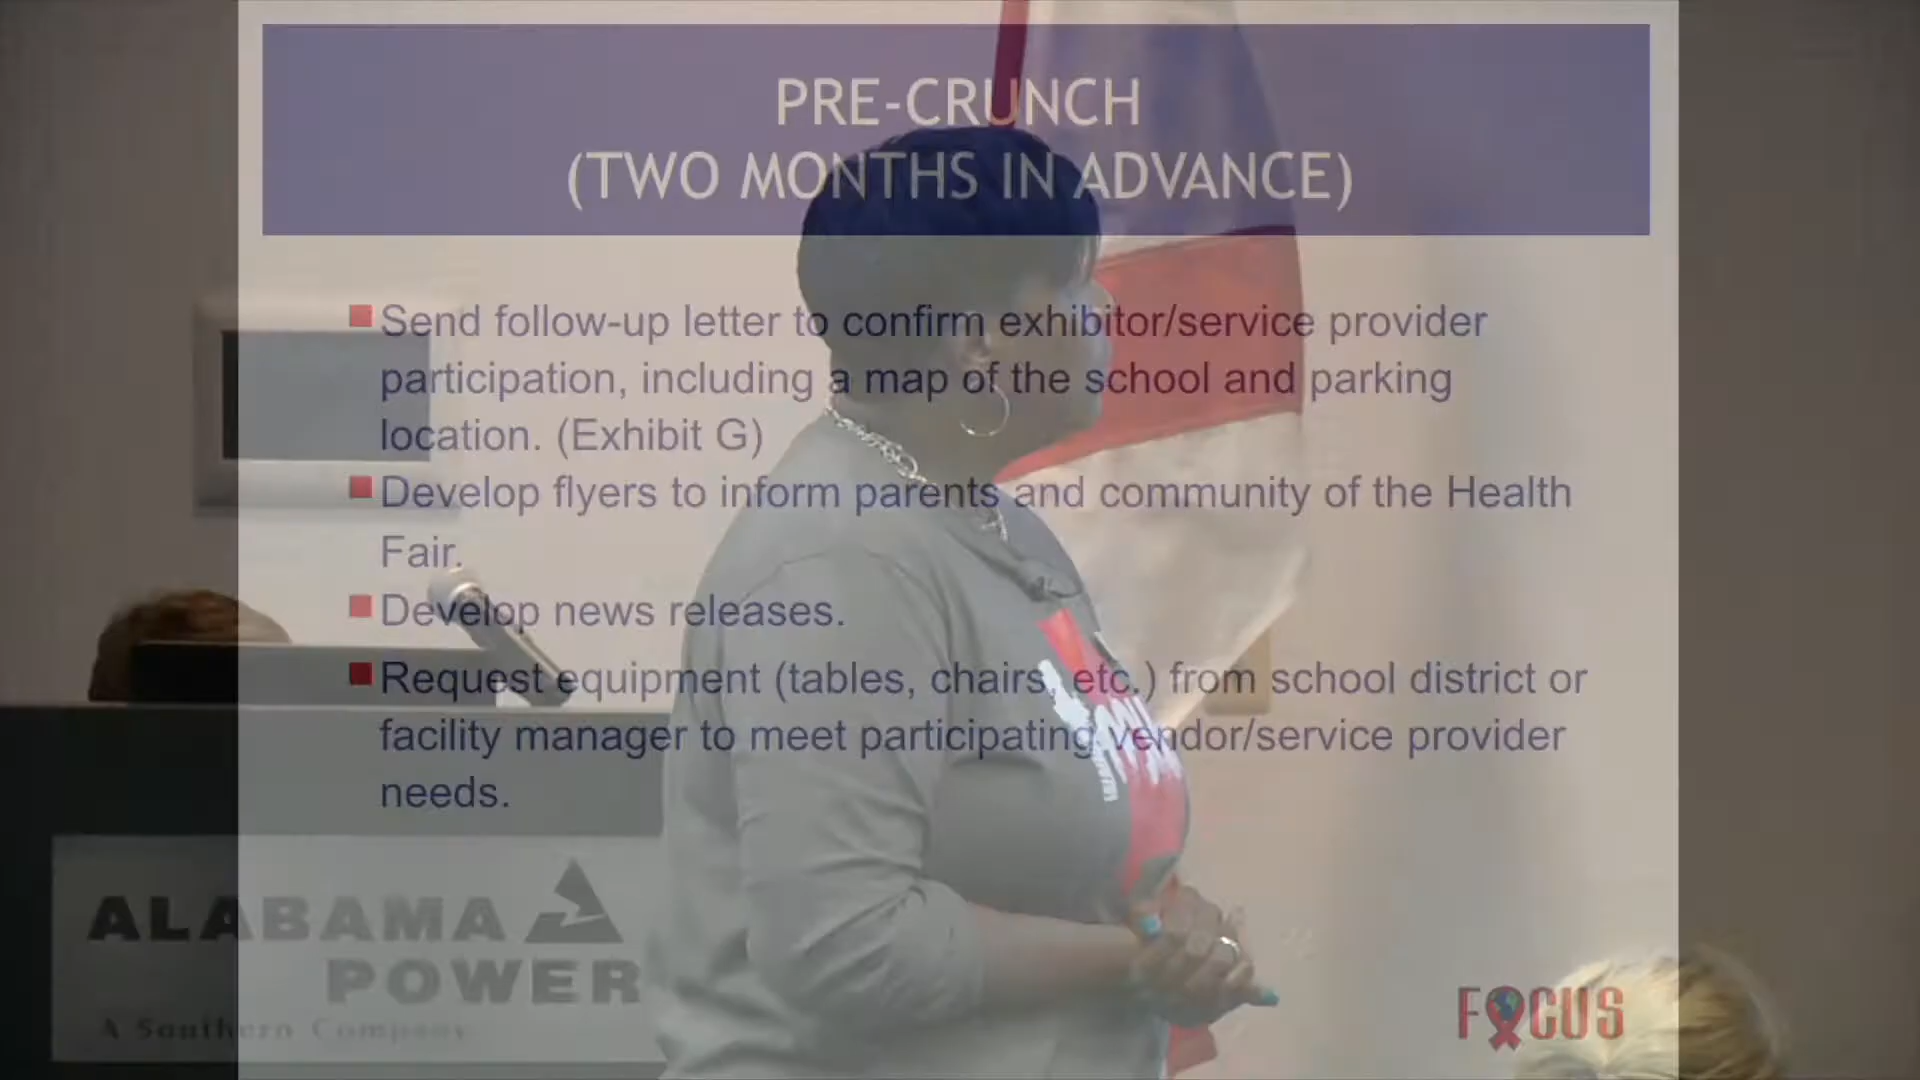 PRE-CRUNCH
(TWO MONTHS IN ADVANCE)
Send follow-up letter to confirm exhibitor/service provider
participation, including a map of the school and parking
location. (Exhibit G)
Develop flyers to inform parents and community of the Health
Fair.
Develop news releases.
Request equipment (tables, chairs, etc.) from school district or
facility manager to meet participating vendor/service provider
needs.
ALABAMA
POWER
A Southern Company
FOCUS